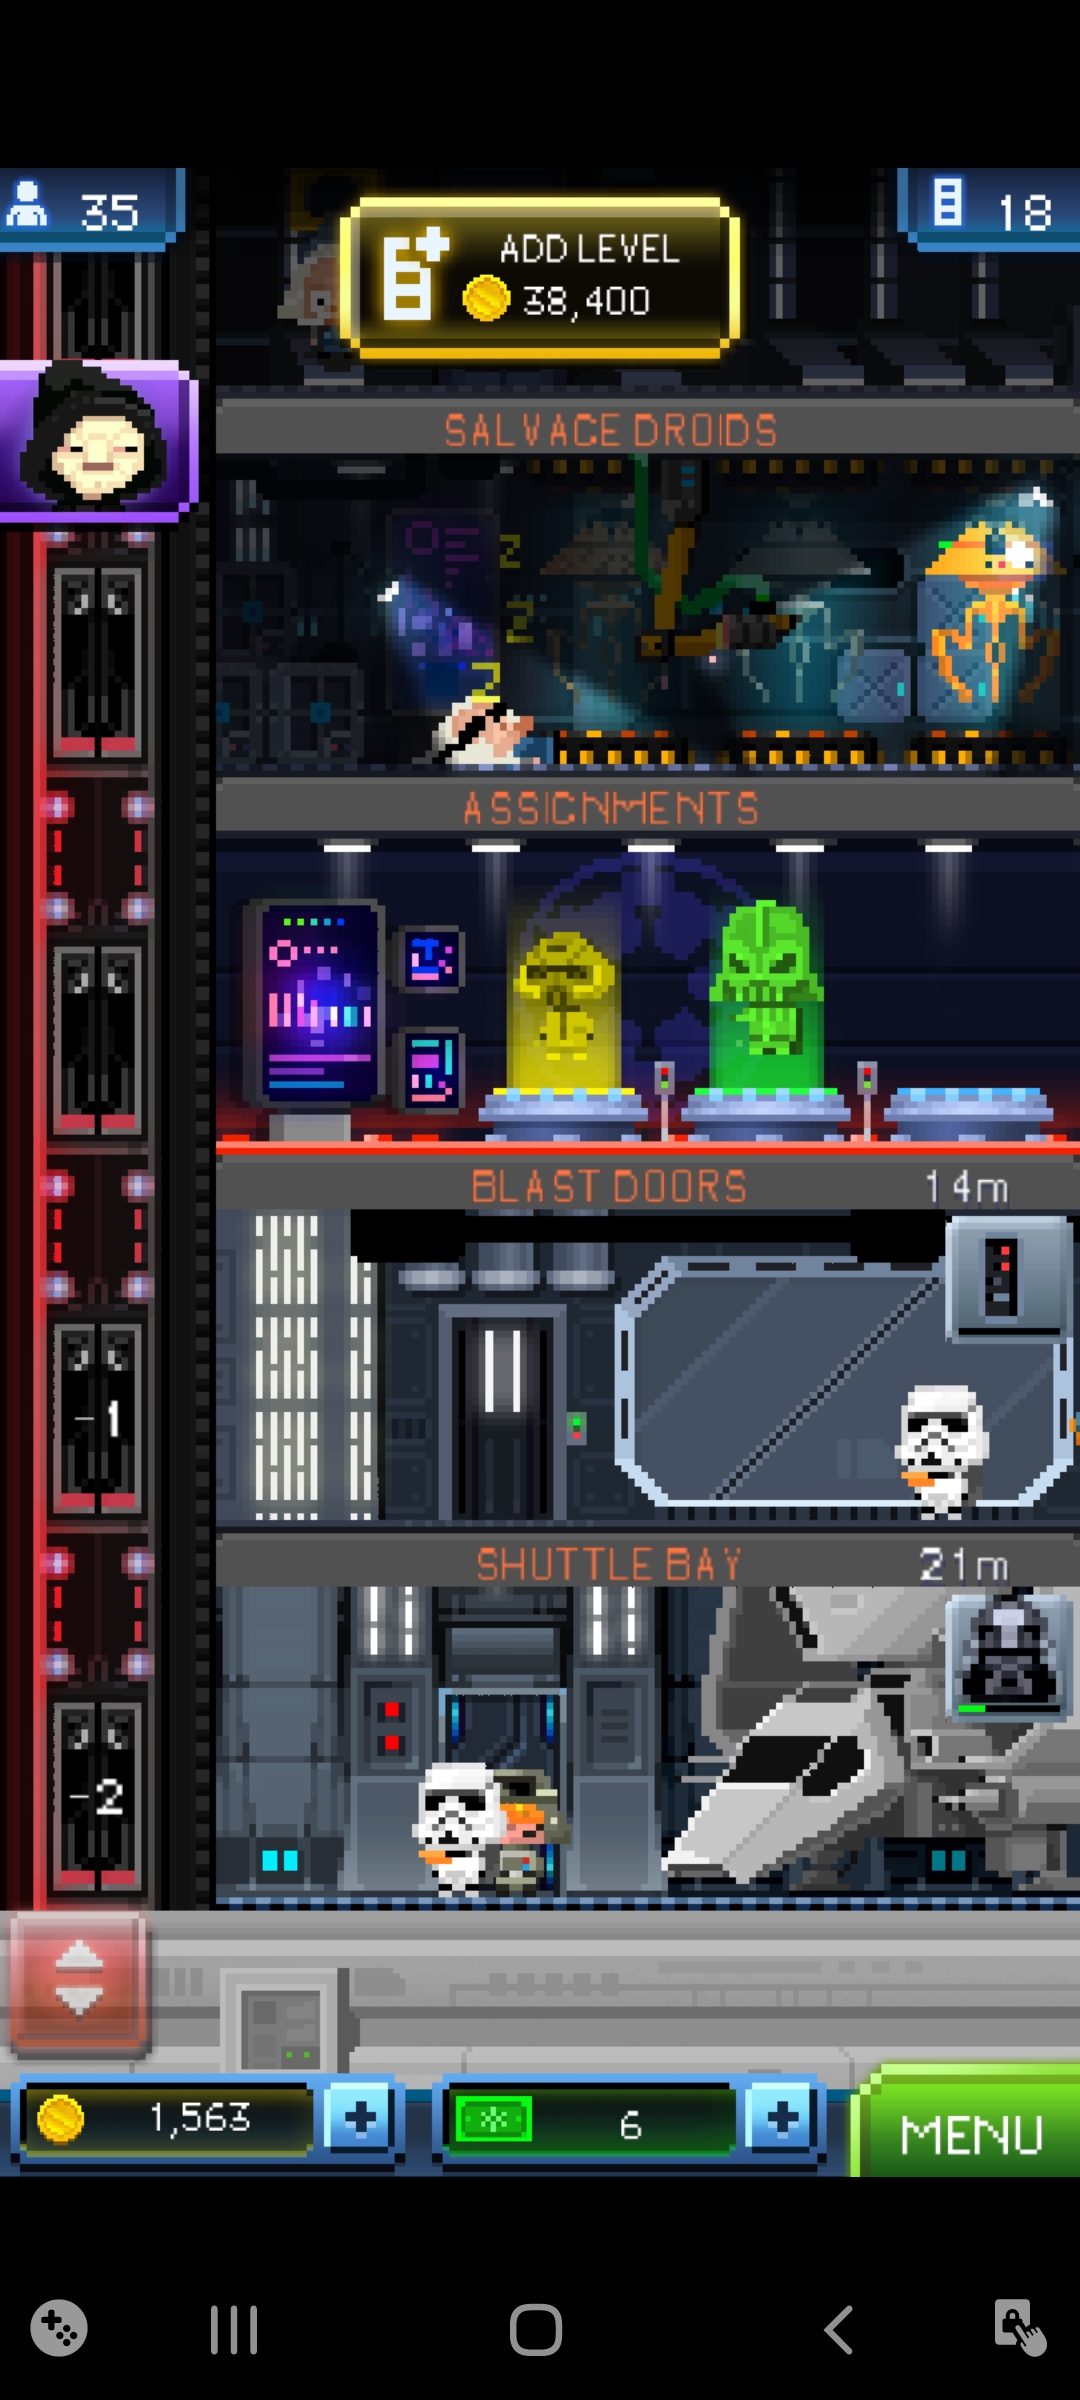 35
ADD LEVEL
38,400
18
SALVAGE DROIDS
Z
Z
Z
ASSIGNMENTS
BLAST DOORS 14m
-1
SHUTTLE BAY 21m
-2
1,563
6
MENU